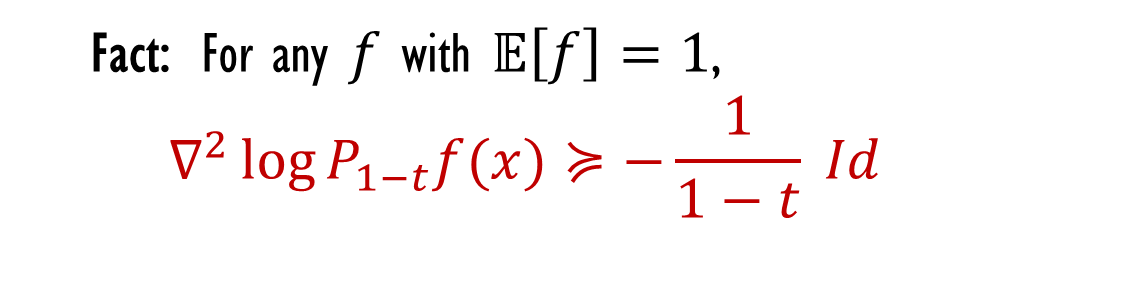 Fact: For any f with 𝔼[f] = 1,
∇² log P₁₋ₜf(x) ≽ − 1/(1 − t) Id